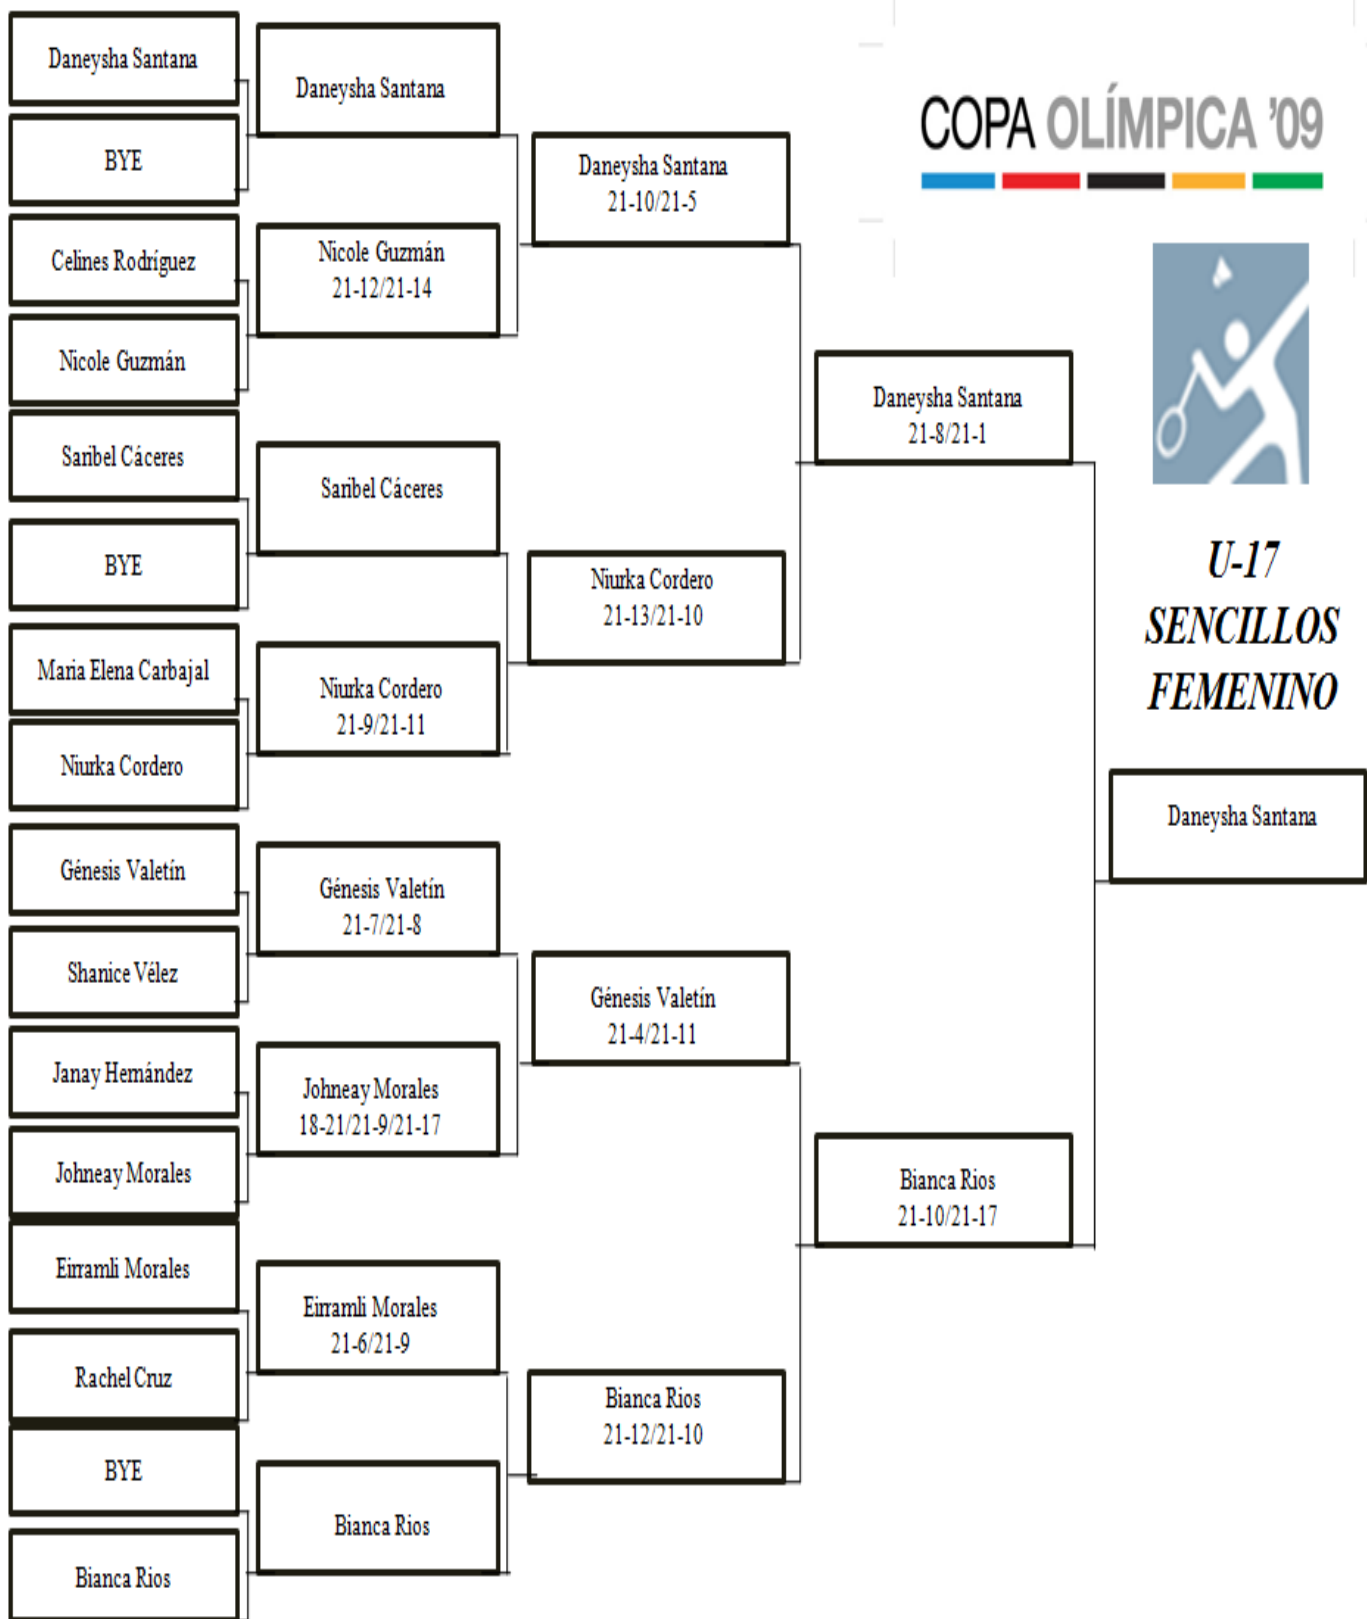 Daneysha Santana
BYE
Celines Rodríguez
Nicole Guzmán
Saribel Cáceres
BYE
Maria Elena Carbajal
Niurka Cordero
Génesis Valetín
Shanice Vélez
Janay Hernández
Johneay Morales
Eirramli Morales
Rachel Cruz
BYE
Bianca Rios
Daneysha Santana
Nicole Guzmán
21-12/21-14
Saribel Cáceres
Niurka Cordero
21-9/21-11
Génesis Valetín
21-7/21-8
Johneay Morales
18-21/21-9/21-17
Eirramli Morales
21-6/21-9
Bianca Rios
Daneysha Santana
21-10/21-5
Niurka Cordero
21-13/21-10
Génesis Valetín
21-4/21-11
Bianca Rios
21-12/21-10
Daneysha Santana
21-8/21-1
Bianca Rios
21-10/21-17
COPA OLÍMPICA '09
U-17
SENCILLOS
FEMENINO
Daneysha Santana